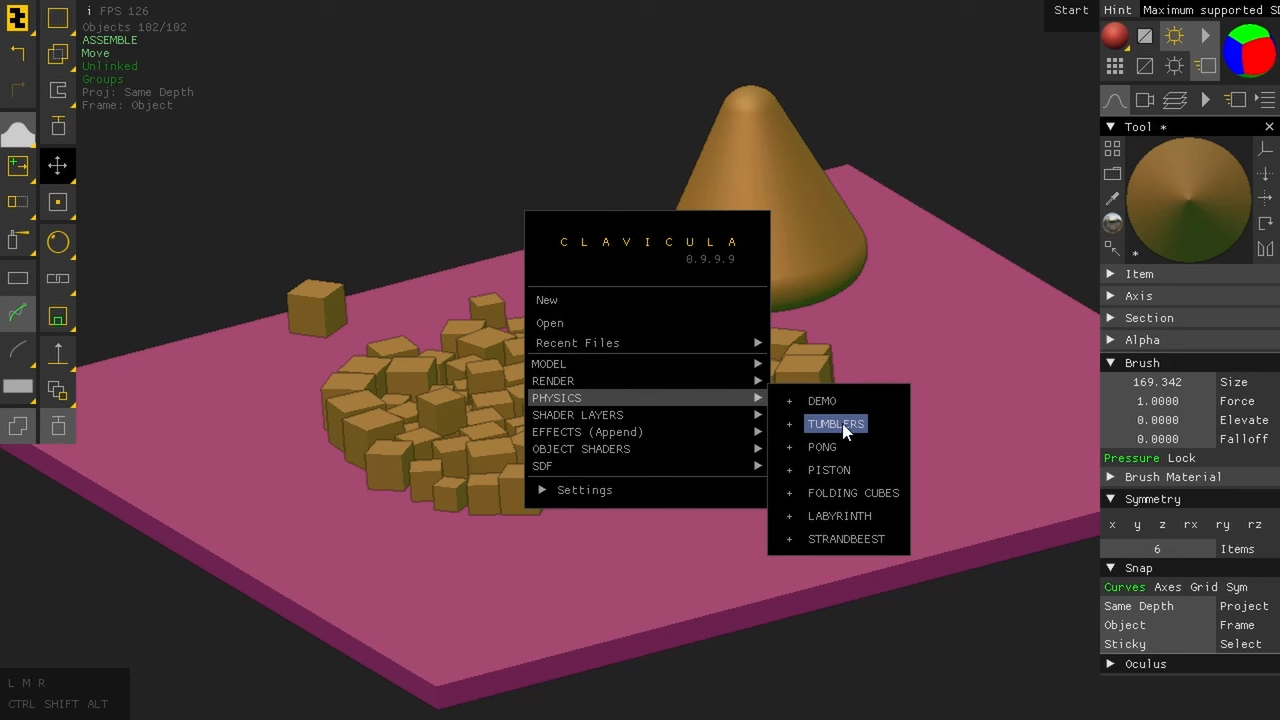 i FPS 126
Objects 102/102
ASSEMBLE
Move
Unlinked
Groups
Proj: Same Depth
Frame: Object
Start
Hint Maximum supported SD
Tool *
*
Item
Axis
Section
Alpha
Brush
169.342 Size
1.0000 Force
0.0000 Elevate
0.0000 Falloff
Pressure Lock
Brush Material
Symmetry
x y z rx ry rz
6 Items
Snap
Curves Axes Grid Sym
Same Depth Project
Object Frame
Sticky Select
Oculus
CLAVICULA
0.9.9.9
New
Open
Recent Files
MODEL
RENDER
PHYSICS
SHADER LAYERS
EFFECTS (Append)
OBJECT SHADERS
SDF
Settings
+ DEMO
+ TUMBLERS
+ PONG
+ PISTON
+ FOLDING CUBES
+ LABYRINTH
+ STRANDBEEST
L M R
CTRL SHIFT ALT